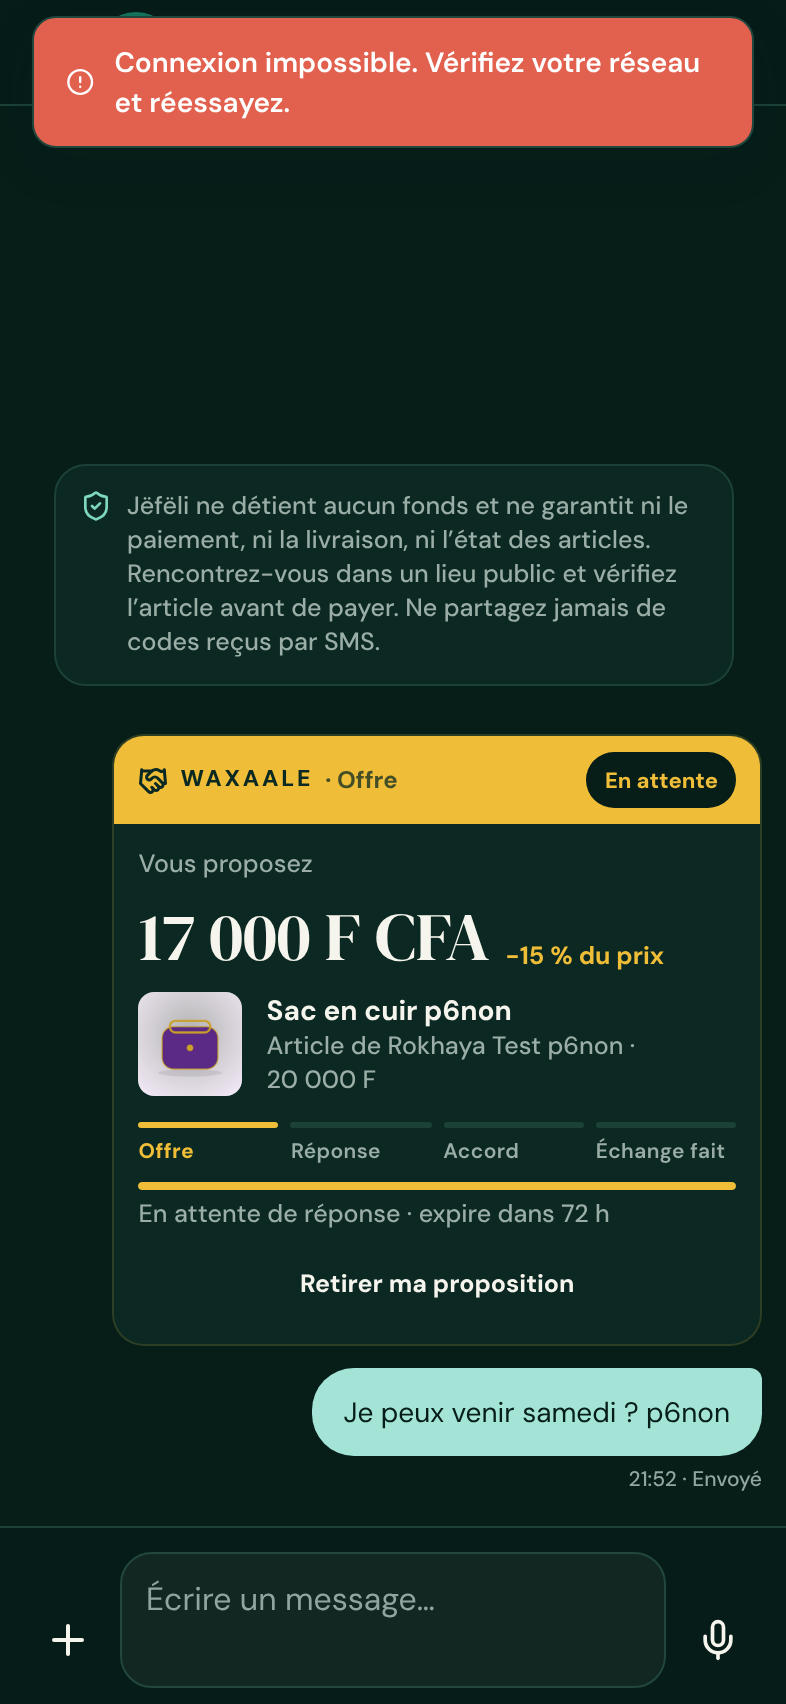 Connexion impossible. Vérifiez votre réseau
et réessayez.
Jëfëli ne détient aucun fonds et ne garantit ni le
paiement, ni la livraison, ni l’état des articles.
Rencontrez-vous dans un lieu public et vérifiez
l’article avant de payer. Ne partagez jamais de
codes reçus par SMS.
WAXAALE · Offre
En attente
Vous proposez
17 000 F CFA -15 % du prix
Sac en cuir p6non
Article de Rokhaya Test p6non ·
20 000 F
Offre Réponse Accord Échange fait
En attente de réponse · expire dans 72 h
Retirer ma proposition
Je peux venir samedi ? p6non
21:52 · Envoyé
Écrire un message...